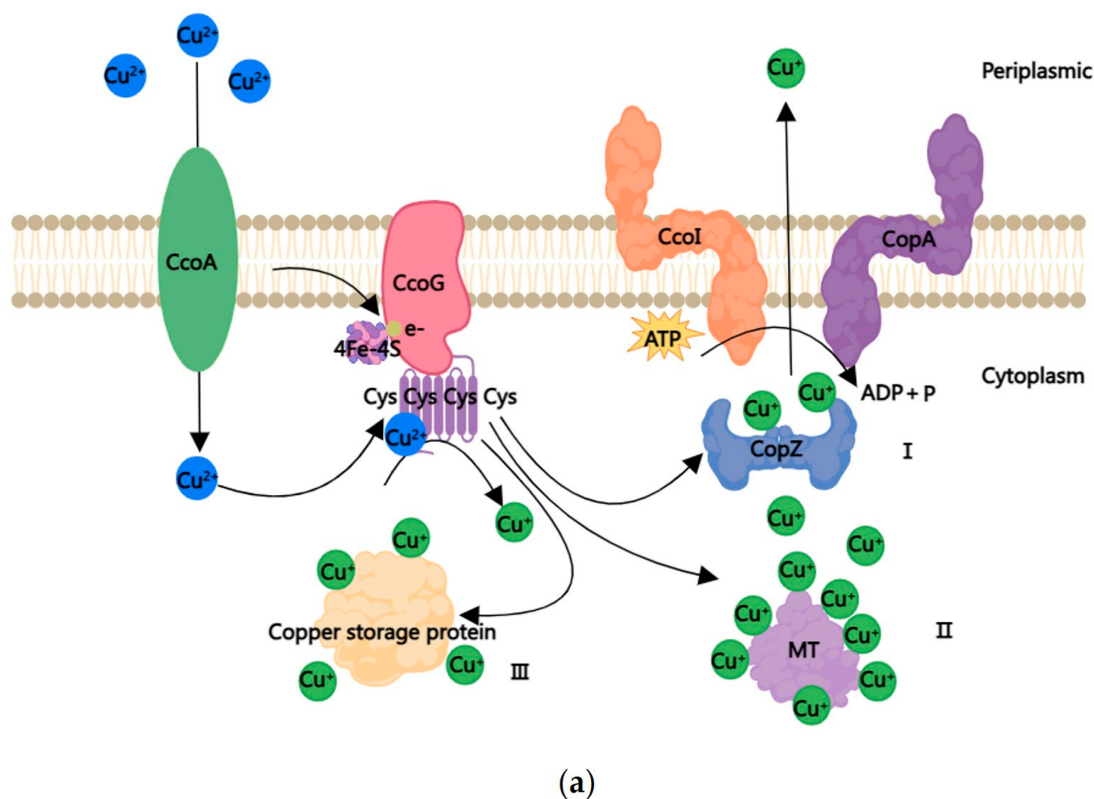 Cu²⁺
Cu²⁺
Cu²⁺
Cu⁺
Periplasmic
CcoA
CcoG
CcoI
CopA
e-
4Fe-4S
ATP
Cytoplasm
ADP + P
Cys Cys Cys Cys
Cu²⁺
Cu²⁺
Cu⁺
Cu⁺
Cu⁺
CopZ
I
Cu⁺
Cu⁺
Cu⁺
Copper storage protein
Cu⁺
Cu⁺
III
Cu⁺
Cu⁺
Cu⁺
Cu⁺
Cu⁺
Cu⁺
Cu⁺
Cu⁺
Cu⁺
MT
II
(a)